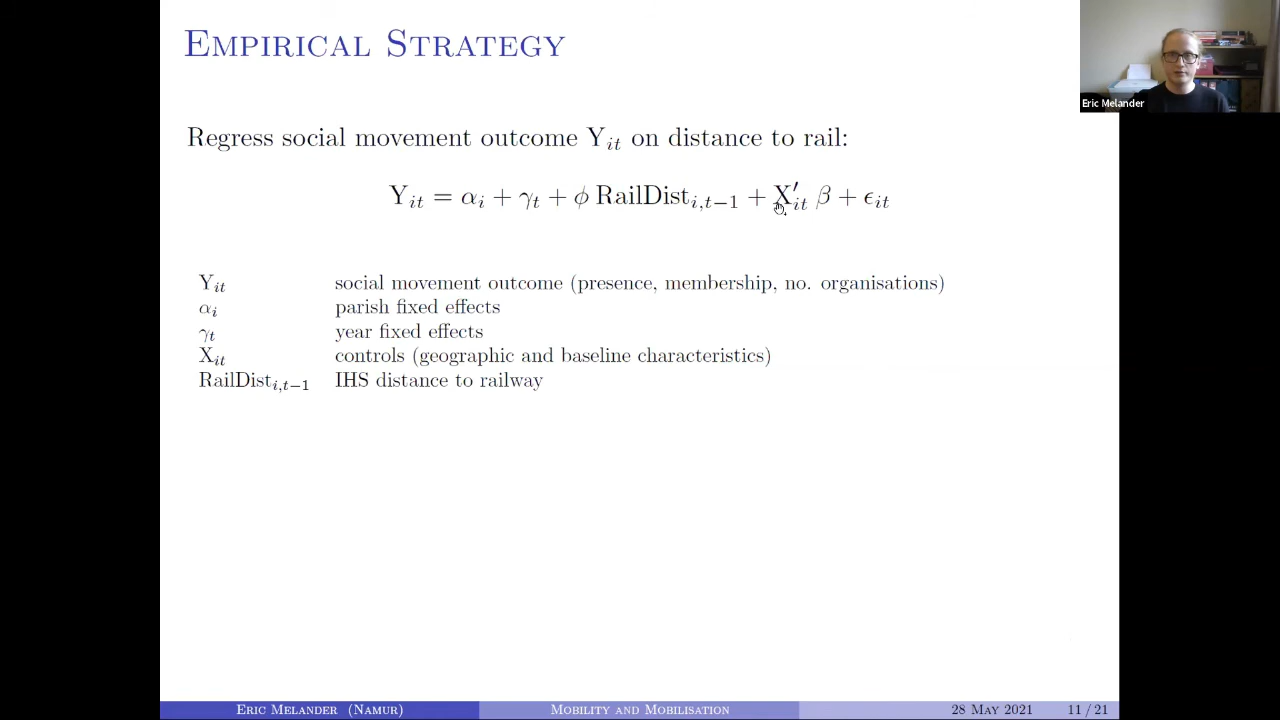 EMPIRICAL STRATEGY
Eric Melander
Regress social movement outcome Y_it on distance to rail:
Y_it = α_i + γ_t + ϕ RailDist_i,t−1 + X′_it β + ϵ_it
Y_it social movement outcome (presence, membership, no. organisations)
α_i parish fixed effects
γ_t year fixed effects
X_it controls (geographic and baseline characteristics)
RailDist_i,t−1 IHS distance to railway
ERIC MELANDER (NAMUR) MOBILITY AND MOBILISATION 28 MAY 2021 11 / 21